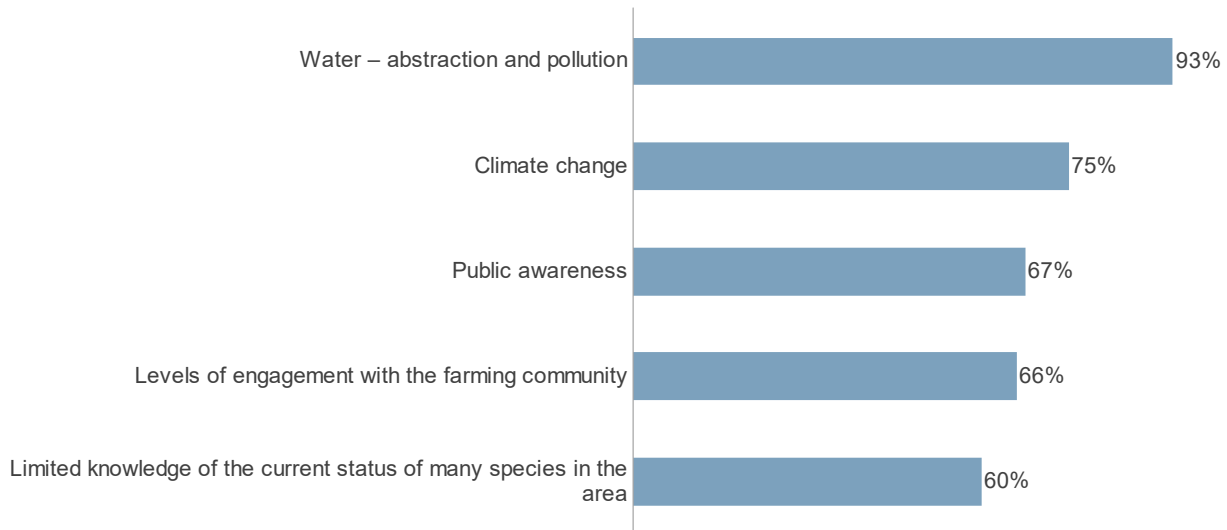 Water – abstraction and pollution 93%
Climate change 75%
Public awareness 67%
Levels of engagement with the farming community 66%
Limited knowledge of the current status of many species in the
area 60%